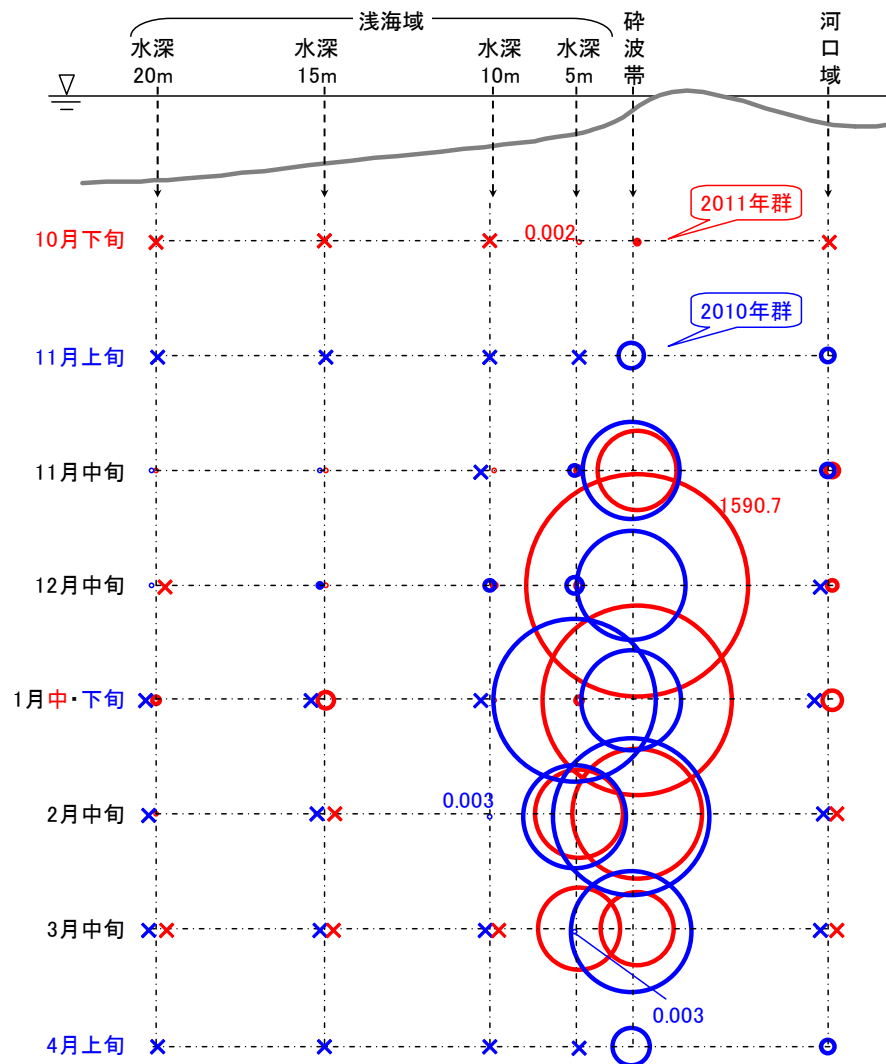 浅海域
水深
20m
水深
15m
水深
10m
水深
5m
砕波帯
河口域
10月下旬
0.002
2011年群
11月上旬
2010年群
11月中旬
1590.7
12月中旬
1月中・下旬
2月中旬
0.003
3月中旬
0.003
4月上旬